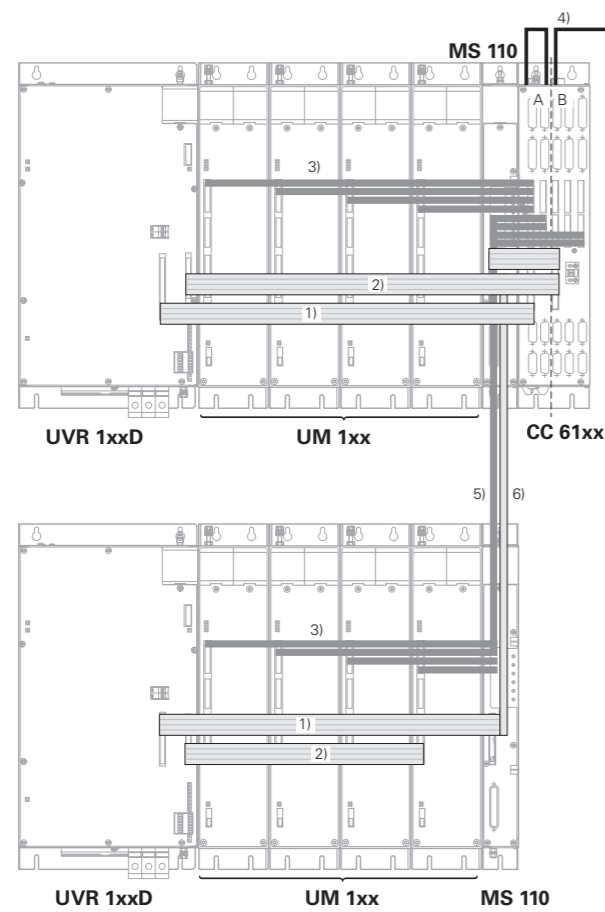 4)
MS 110
A B
3)
2)
1)
UVR 1xxD UM 1xx CC 61xx
5) 6)
3)
1)
2)
UVR 1xxD UM 1xx MS 110